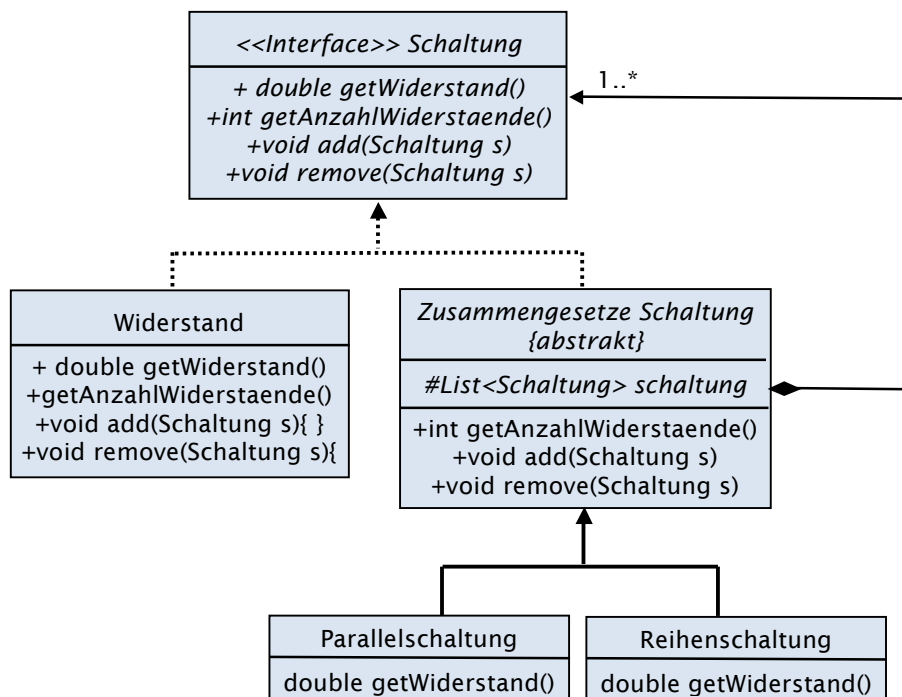 <<Interface>> Schaltung
+ double getWiderstand()
+int getAnzahlWiderstaende()
+void add(Schaltung s)
+void remove(Schaltung s)
1..*
Widerstand
+ double getWiderstand()
+getAnzahlWiderstaende()
+void add(Schaltung s){ }
+void remove(Schaltung s){
Zusammengesetze Schaltung
{abstrakt}
#List<Schaltung> schaltung
+int getAnzahlWiderstaende()
+void add(Schaltung s)
+void remove(Schaltung s)
Parallelschaltung
double getWiderstand()
Reihenschaltung
double getWiderstand()